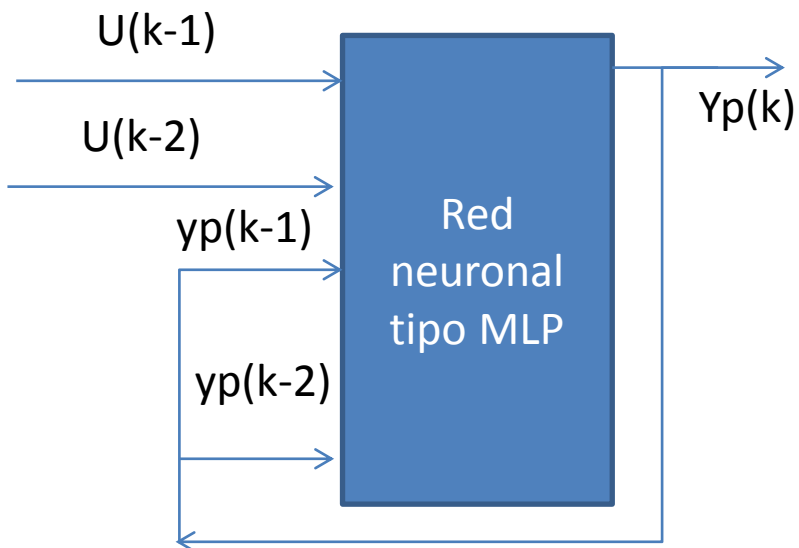 U(k-1)
U(k-2)
yp(k-1)
yp(k-2)
Red
neuronal
tipo MLP
Yp(k)